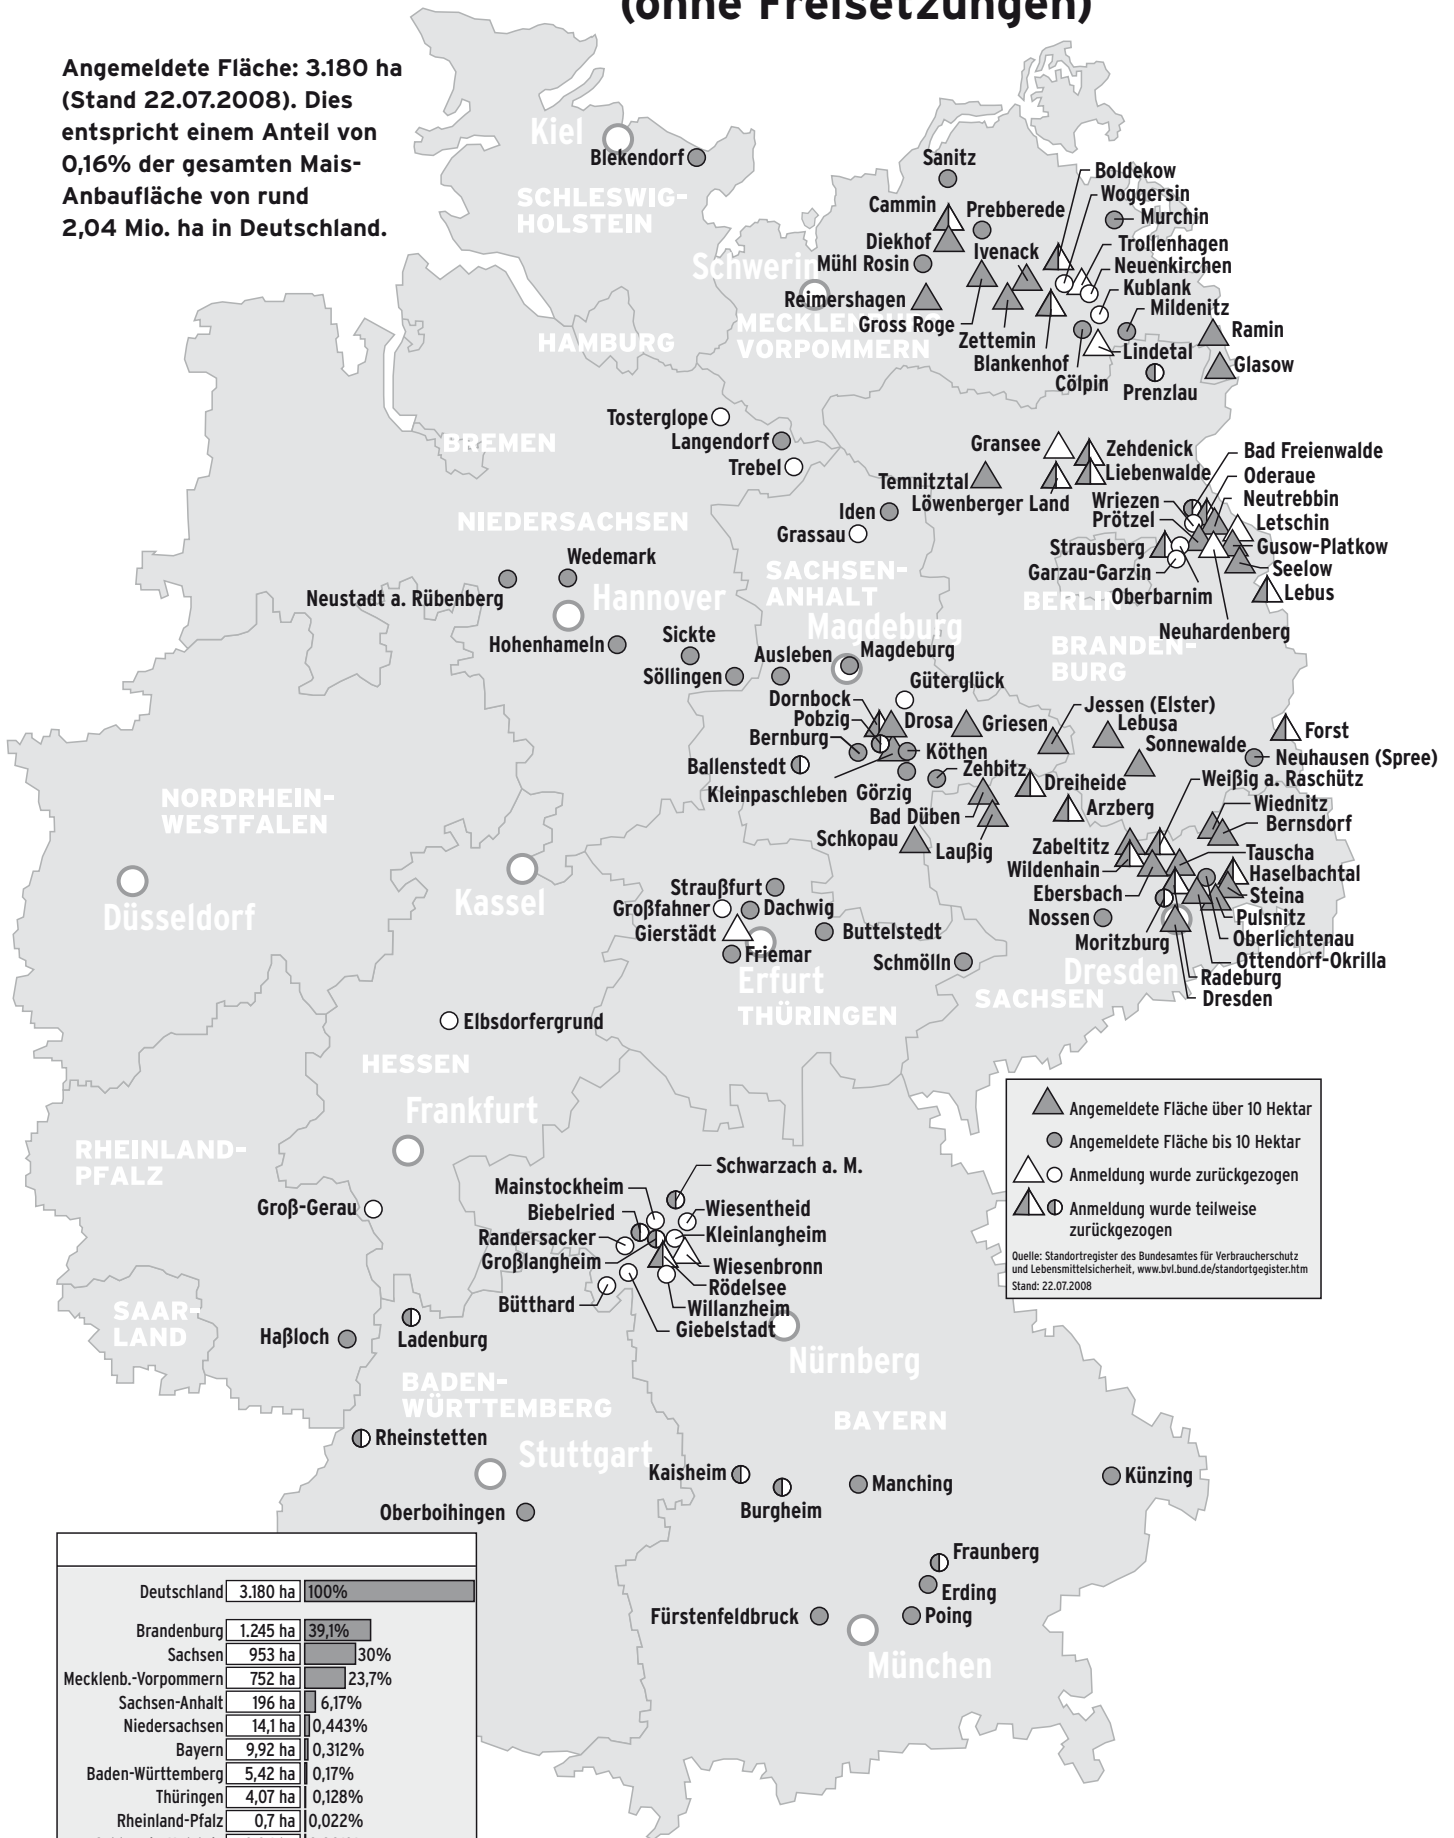 (ohne Freisetzungen)
Angemeldete Fläche: 3.180 ha
(Stand 22.07.2008). Dies
entspricht einem Anteil von
0,16% der gesamten Mais-
Anbaufläche von rund
2,04 Mio. ha in Deutschland.
Kiel
Blekendorf
SCHLESWIG-
HOLSTEIN
Sanitz
Boldekow
Woggersin
Cammin
Prebberede
Murchin
Diekhof
Ivenack
Trollenhagen
Schwerin
Mühl Rosin
Neuenkirchen
Kublank
Reimershagen
Mildenitz
MECKLENBURG
VORPOMMERN
Gross Roge
Ramin
HAMBURG
Zettemin
Lindetal
Blankenhof
Glasow
Cölpin
Prenzlau
Tosterglope
BREMEN
Langendorf
Trebel
Gransee
Zehdenick
Bad Freienwalde
Liebenwalde
Oderaue
Temnitztal
Löwenberger Land
Wriezen
Neutrebbin
Iden
Prötzel
Letschin
NIEDERSACHSEN
Grassau
Strausberg
Gusow-Platkow
Wedemark
Garzau-Garzin
Seelow
SACHSEN-
ANHALT
BERLIN
Oberbarnim
Lebus
Neustadt a. Rübenberg
Hannover
Magdeburg
Neuhardenberg
Hohenhameln
Sickte
BRANDEN-
BURG
Söllingen
Ausleben
Magdeburg
Güterglück
Dornbock
Jessen (Elster)
Pobzig
Drosa
Griesen
Lebusa
Forst
Bernburg
Köthen
Sonnewalde
Neuhausen (Spree)
Ballenstedt
Zehbitz
Weißig a. Raschütz
Kleinpaschleben
Görzig
Dreiheide
Wiednitz
NORDRHEIN-
WESTFALEN
Bad Düben
Arzberg
Bernsdorf
Schkopau
Laußig
Zabeltitz
Tauscha
Wildenhain
Haselbachtal
Düsseldorf
Kassel
Straußfurt
Ebersbach
Steina
Großfahner
Dachwig
Nossen
Pulsnitz
Gierstädt
Buttelstedt
Moritzburg
Oberlichtenau
Friemar
Schmölln
Dresden
Ottendorf-Okrilla
Erfurt
Radeburg
THÜRINGEN
SACHSEN
Dresden
Elbsdorfergrund
HESSEN
Frankfurt
RHEINLAND-
PFALZ
Angemeldete Fläche über 10 Hektar
Angemeldete Fläche bis 10 Hektar
Anmeldung wurde zurückgezogen
Anmeldung wurde teilweise
zurückgezogen
Quelle: Standortregister des Bundesamtes für Verbraucherschutz
und Lebensmittelsicherheit, www.bvl.bund.de/standortgegister.htm
Stand: 22.07.2008
Schwarzach a. M.
Mainstockheim
Groß-Gerau
Biebelried
Wiesentheid
Randersacker
Kleinlangheim
Großlangheim
Wiesenbronn
Rödelsee
Bütthard
Willanzheim
Giebelstadt
SAAR-
LAND
Haßloch
Ladenburg
Nürnberg
BADEN-
WÜRTTEMBERG
BAYERN
Rheinstetten
Stuttgart
Kaisheim
Manching
Künzing
Burgheim
Oberboihingen
Fraunberg
Erding
Fürstenfeldbruck
Poing
München
Deutschland 3.180 ha 100%
Brandenburg 1.245 ha 39,1%
Sachsen 953 ha 30%
Mecklenb.-Vorpommern 752 ha 23,7%
Sachsen-Anhalt 196 ha 6,17%
Niedersachsen 14,1 ha 0,443%
Bayern 9,92 ha 0,312%
Baden-Württemberg 5,42 ha 0,17%
Thüringen 4,07 ha 0,128%
Rheinland-Pfalz 0,7 ha 0,022%